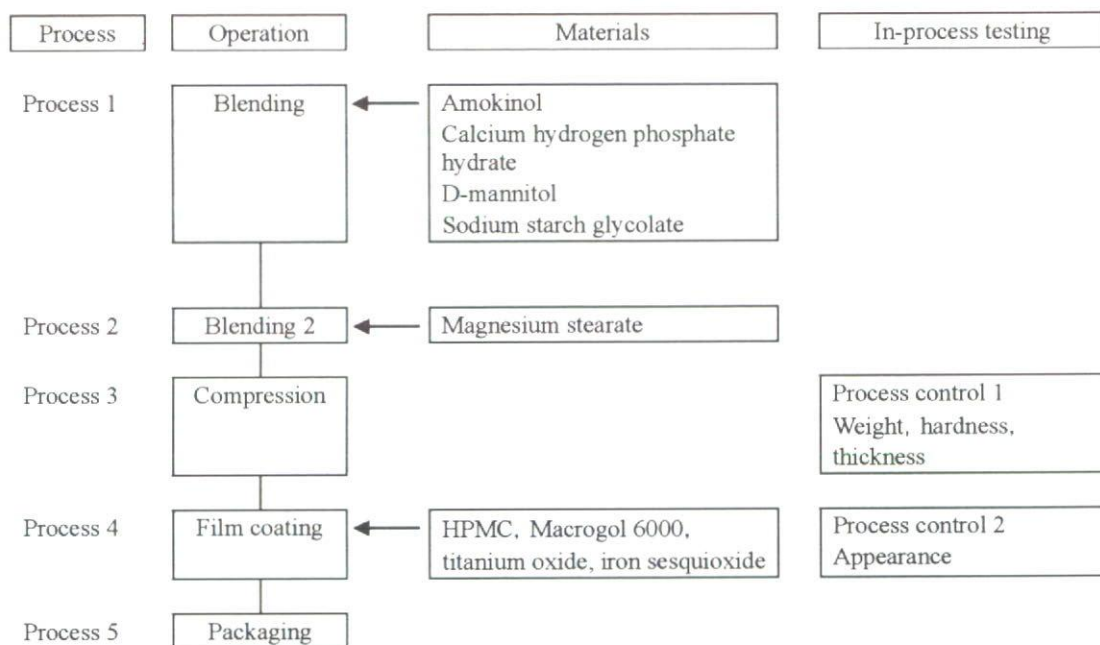 Process Operation Materials In-process testing
Process 1 Blending Amokinol
Calcium hydrogen phosphate
hydrate
D-mannitol
Sodium starch glycolate
Process 2 Blending 2 Magnesium stearate
Process 3 Compression Process control 1
Weight, hardness,
thickness
Process 4 Film coating HPMC, Macrogol 6000, Process control 2
titanium oxide, iron sesquioxide Appearance
Process 5 Packaging